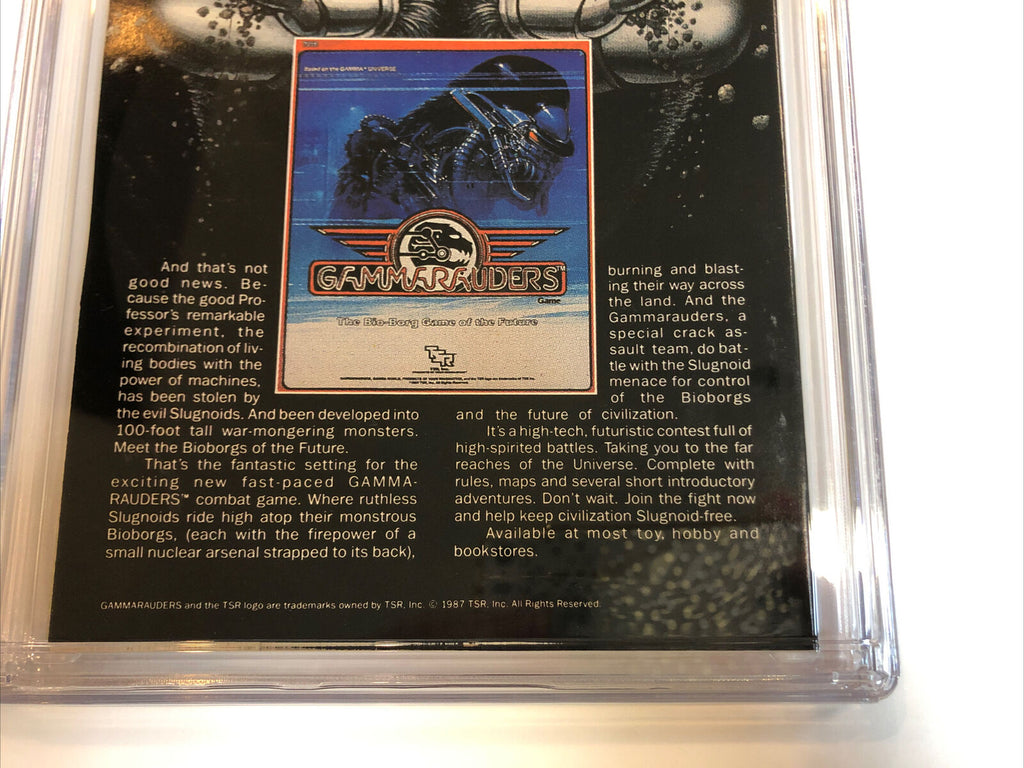 Based on the GAMMA™ UNIVERSE
GAMMARAUDERS™
Game
The Bio-Borg Game of the Future
TSR
TSR, Inc.
And that's not
good news. Be-
cause the good Pro-
fessor's remarkable
experiment, the
recombination of liv-
ing bodies with the
power of machines,
has been stolen by
the evil Slugnoids. And been developed into
100-foot tall war-mongering monsters.
Meet the Bioborgs of the Future.
That's the fantastic setting for the
exciting new fast-paced GAMMA-
RAUDERS™ combat game. Where ruthless
Slugnoids ride high atop their monstrous
Bioborgs, (each with the firepower of a
small nuclear arsenal strapped to its back),
burning and blast-
ing their way across
the land. And the
Gammarauders, a
special crack as-
sault team, do bat-
tle with the Slugnoid
menace for control
of the Bioborgs
and the future of civilization.
It's a high-tech, futuristic contest full of
high-spirited battles. Taking you to the far
reaches of the Universe. Complete with
rules, maps and several short introductory
adventures. Don't wait. Join the fight now
and help keep civilization Slugnoid-free.
Available at most toy, hobby and
bookstores.
GAMMARAUDERS and the TSR logo are trademarks owned by TSR, Inc. © 1987 TSR, Inc. All Rights Reserved.